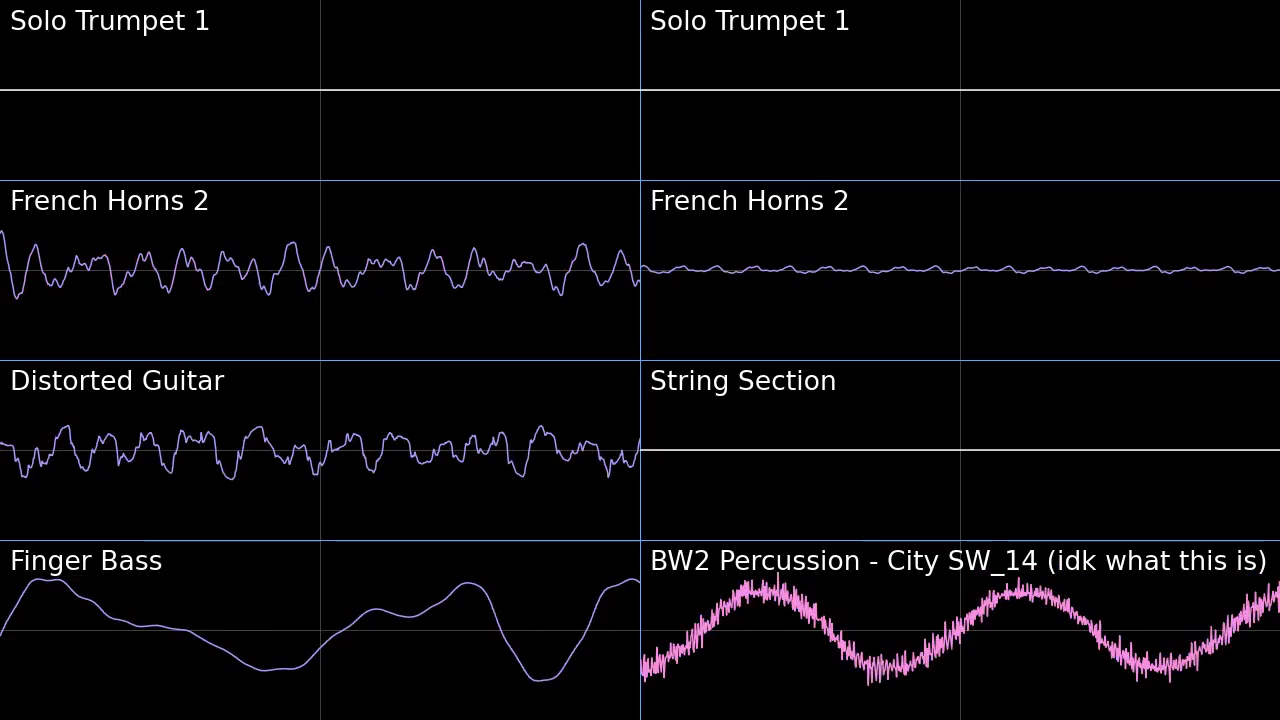 Solo Trumpet 1
Solo Trumpet 1
French Horns 2
French Horns 2
Distorted Guitar
String Section
Finger Bass
BW2 Percussion - City SW_14 (idk what this is)